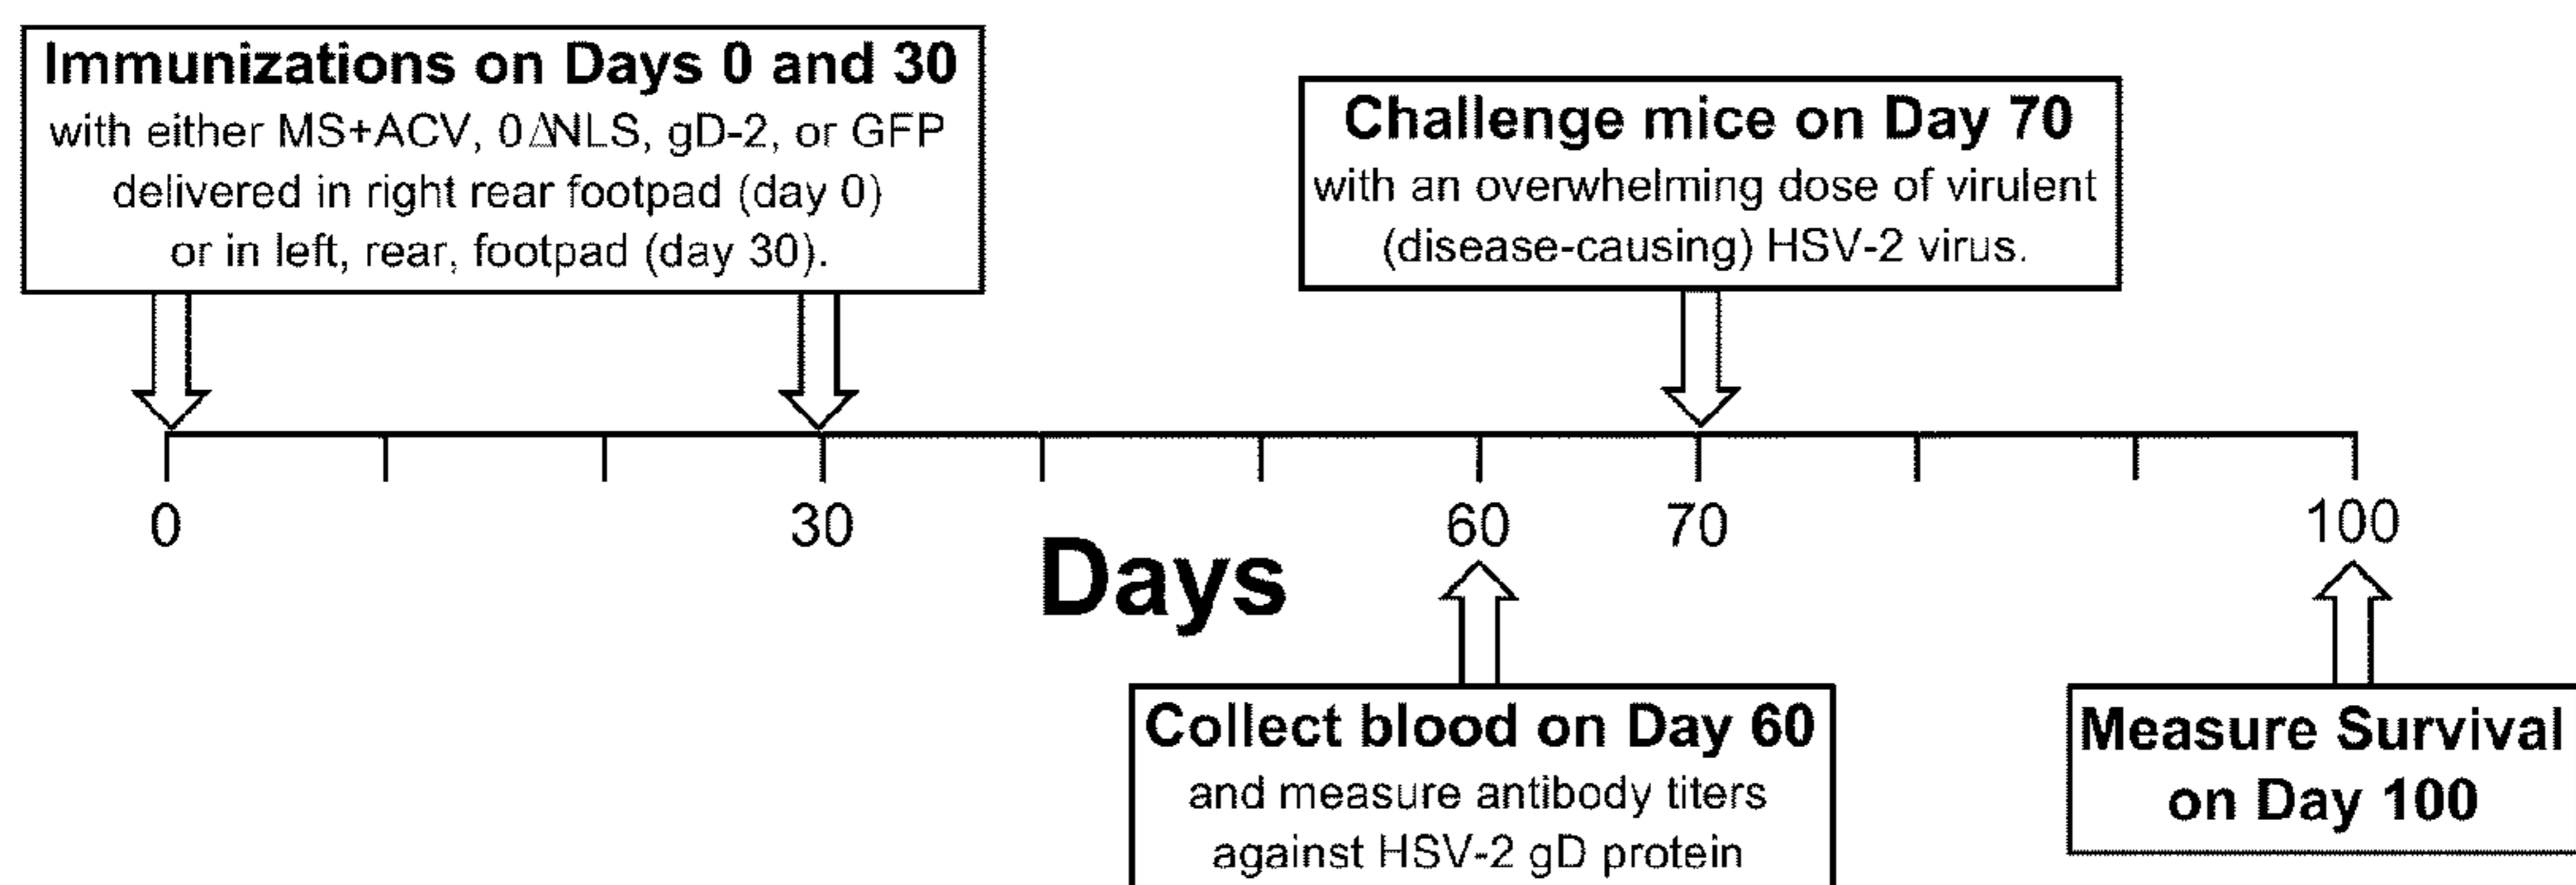 Immunizations on Days 0 and 30
with either MS+ACV, 0ΔNLS, gD-2, or GFP
delivered in right rear footpad (day 0)
or in left, rear, footpad (day 30).
Challenge mice on Day 70
with an overwhelming dose of virulent
(disease-causing) HSV-2 virus.
0
30
60
70
100
Days
Collect blood on Day 60
and measure antibody titers
against HSV-2 gD protein
Measure Survival
on Day 100